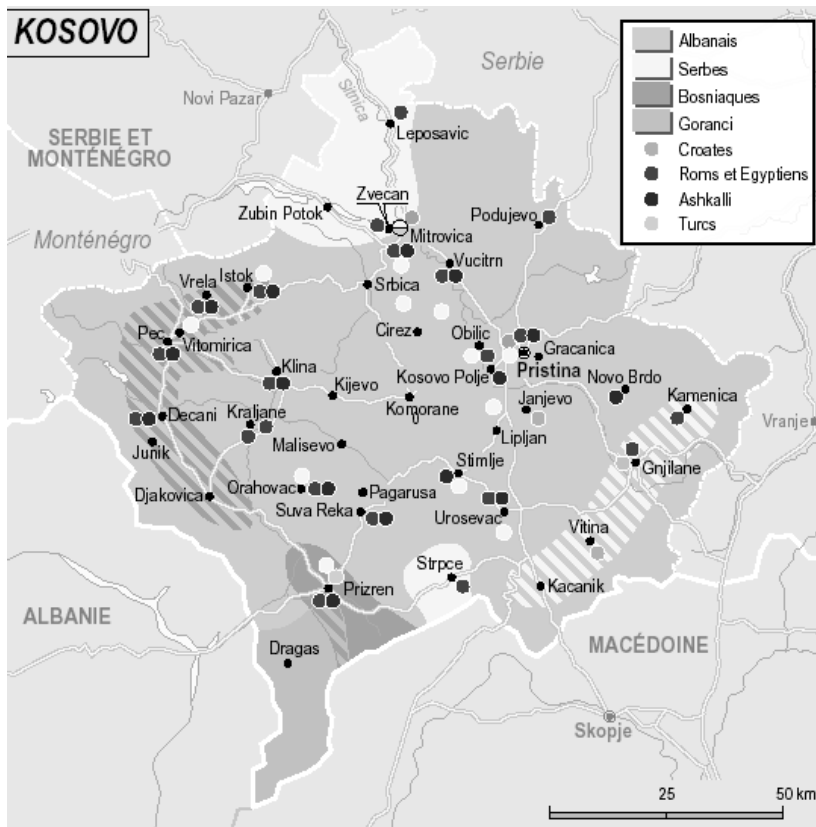 KOSOVO
Albanais
Serbes
Bosniaques
Goranci
Croates
Roms et Egyptiens
Ashkalli
Turcs
Serbie
Novi Pazar
Sitnica
SERBIE ET
MONTÉNÉGRO
Leposavic
Zvecan
Zubin Potok
Podujevo
Monténégro
Mitrovica
Vucitrn
Istok
Vrela
Srbica
Pec
Vitomirica
Cirez
Obilic
Gracanica
Pristina
Klina
Kosovo Polje
Novo Brdo
Kijevo
Kamenica
Komorane
Janjevo
Decani
Kraljane
Vranje
Junik
Malisevo
Lipljan
Stimlje
Gnjilane
Djakovica
Orahovac
Pagarusa
Suva Reka
Urosevac
Vitina
Strpce
Prizren
Kacanik
ALBANIE
Dragas
MACÉDOINE
Skopje
25
50 km